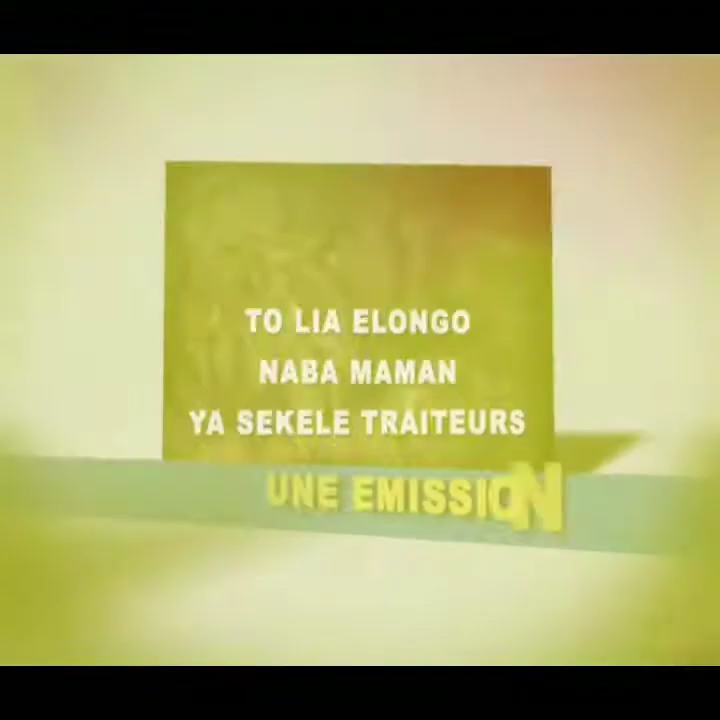 TO LIA ELONGO
NABA MAMAN
YA SEKELE TRAITEURS
UNE EMISSION